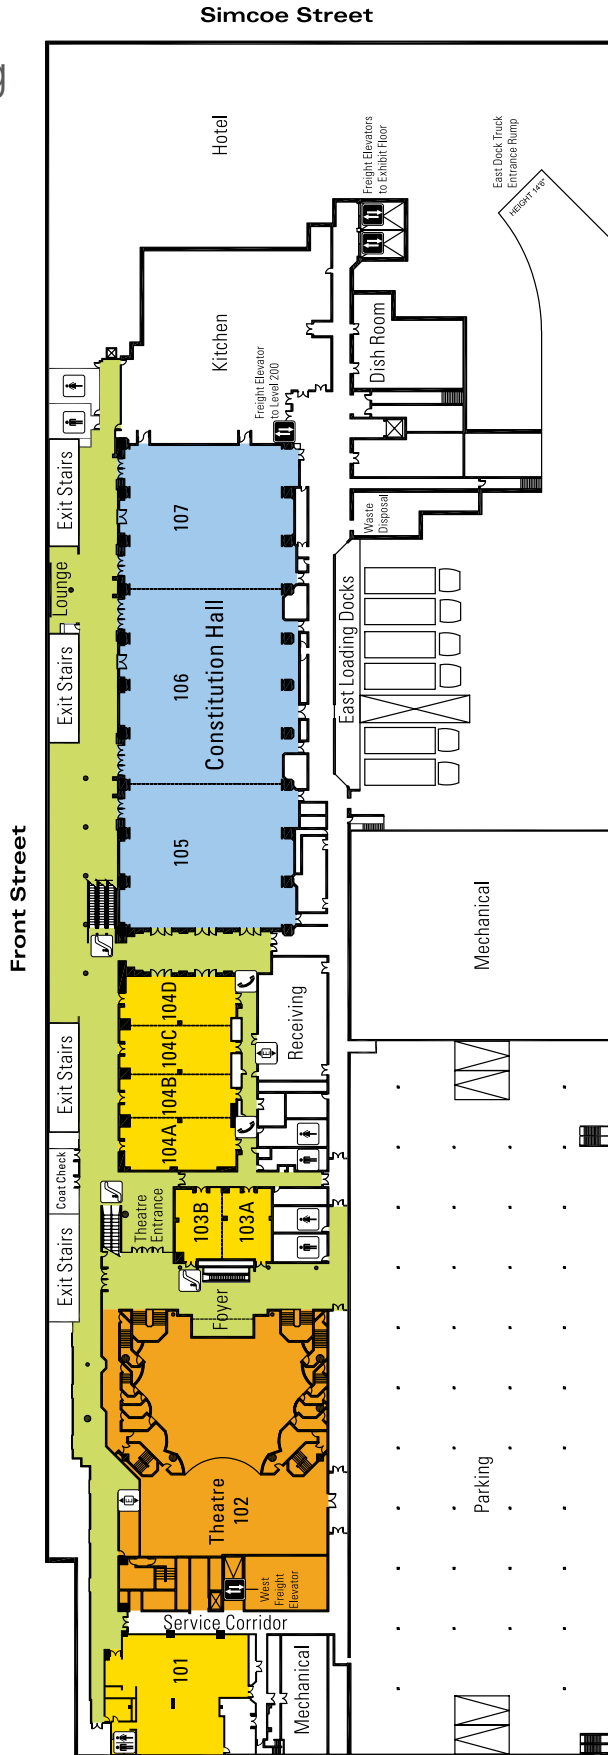 Simcoe Street
g
Hotel
Freight Elevators
to Exhibit Floor
East Dock Truck
Entrance Rump
HEIGHT 14'6"
Kitchen
Freight Elevator
to Level 200
Dish Room
Exit Stairs
107
Waste
Disposal
Lounge
Exit Stairs
106
Constitution Hall
East Loading Docks
105
Front Street
Mechanical
104D
104C
104B
104A
Receiving
E
Exit Stairs
Coat Check
Exit Stairs
Theatre
Entrance
103B
103A
Foyer
Theatre
102
E
Parking
West
Freight
Elevator
Service Corridor
101
Mechanical